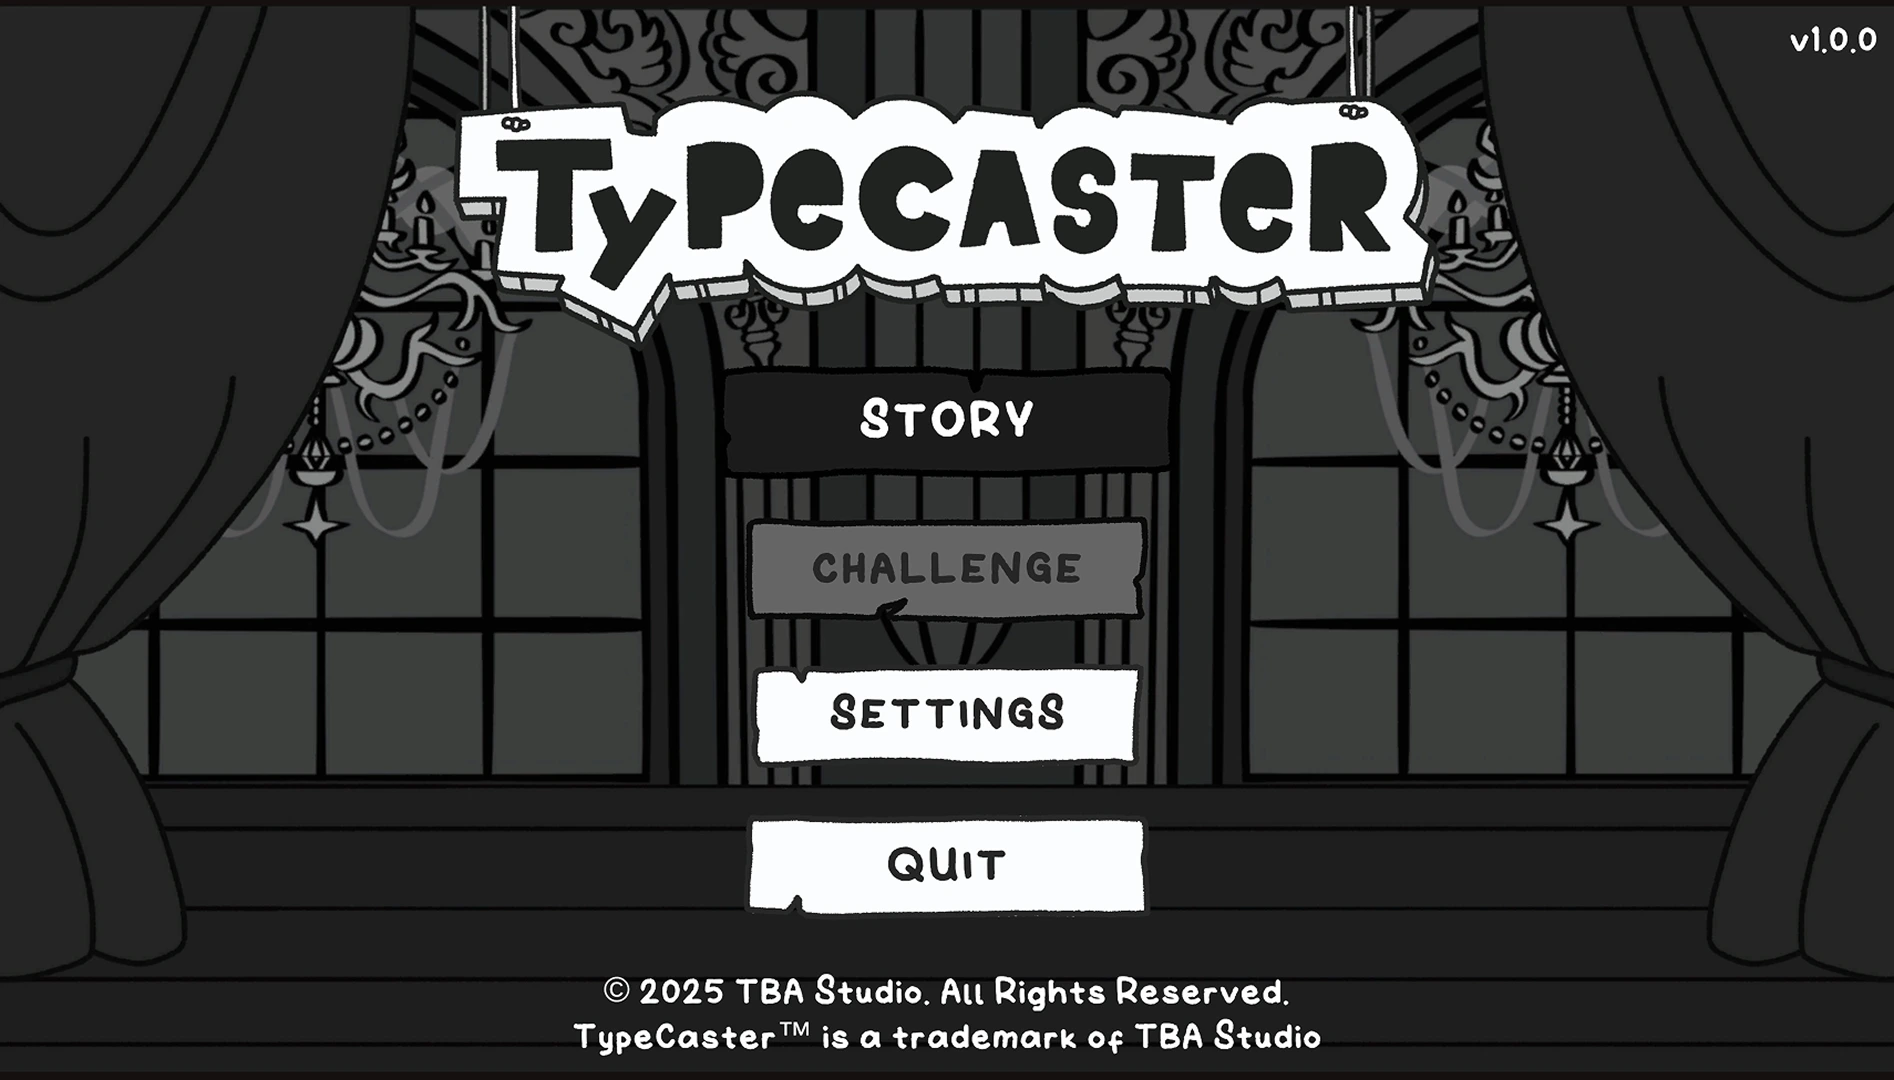 v1.0.0
TypeCaster
STORY
CHALLENGE
SETTINGS
QUIT
© 2025 TBA Studio. All Rights Reserved.
TypeCaster™ is a trademark of TBA Studio